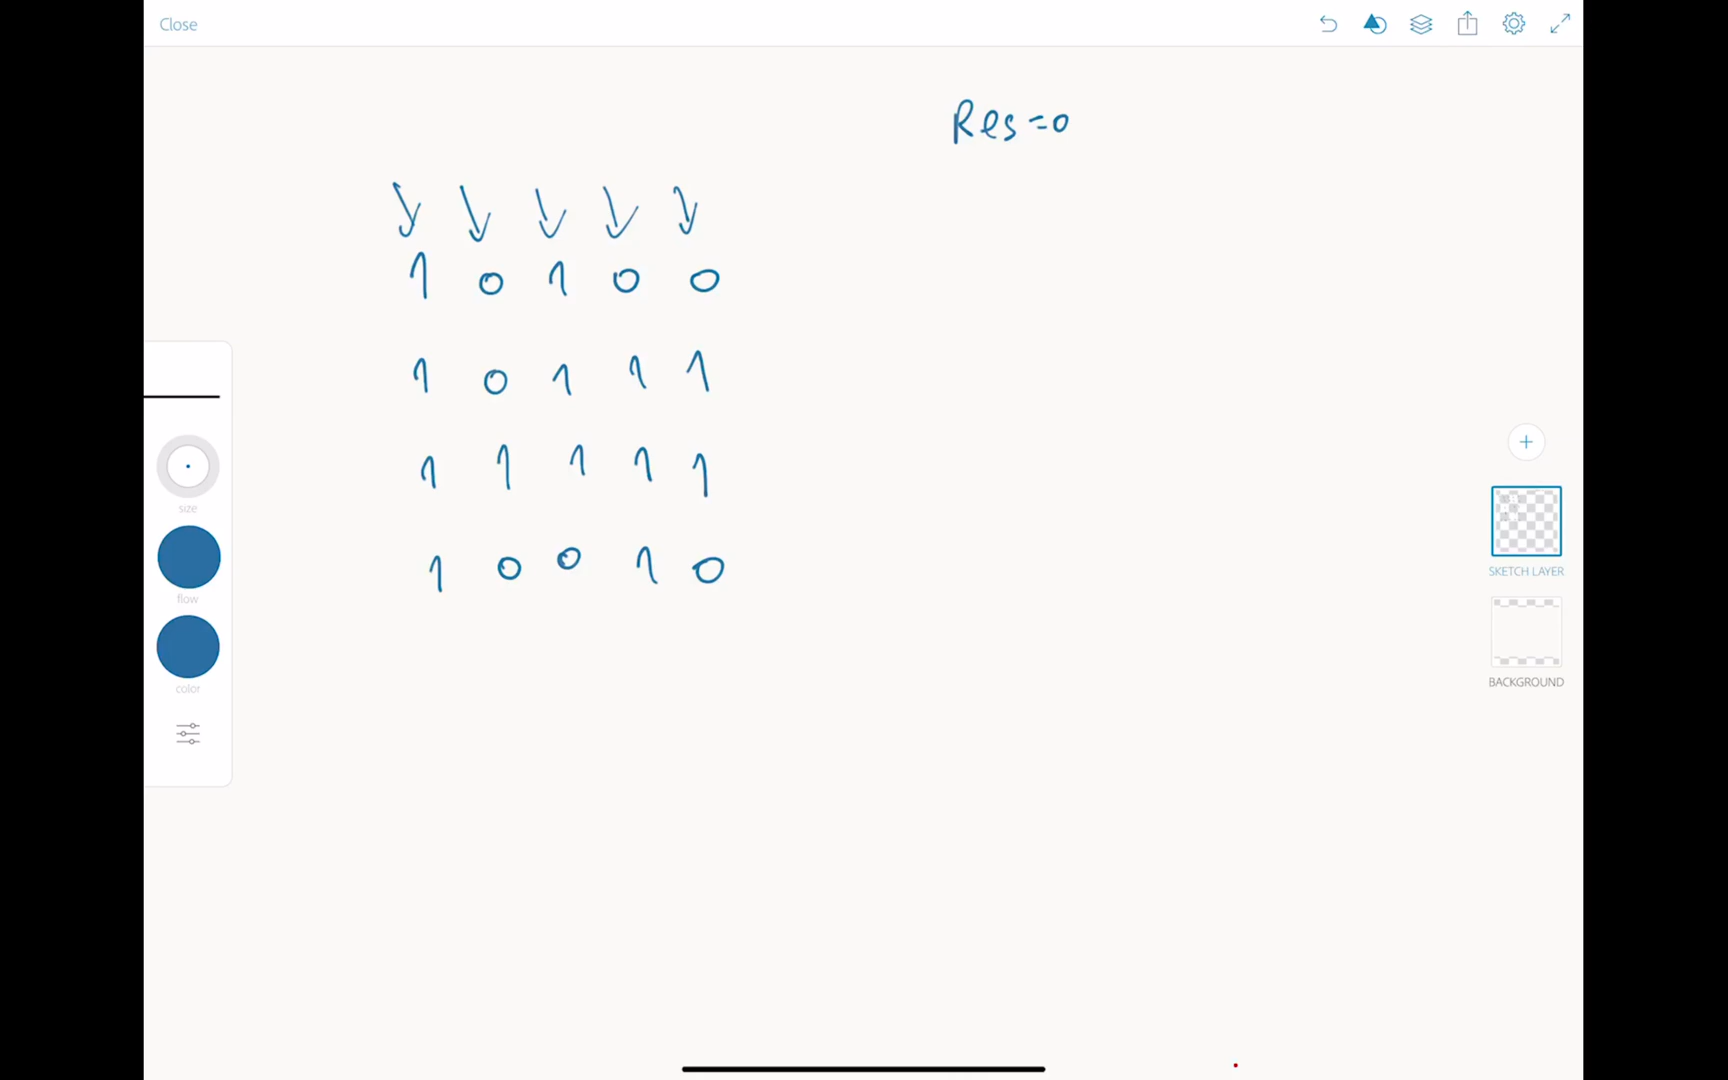 Close
Res=0
1 0 1 0 0
1 0 1 1 1
1 1 1 1 1
1 0 0 1 0
size
flow
color
SKETCH LAYER
BACKGROUND